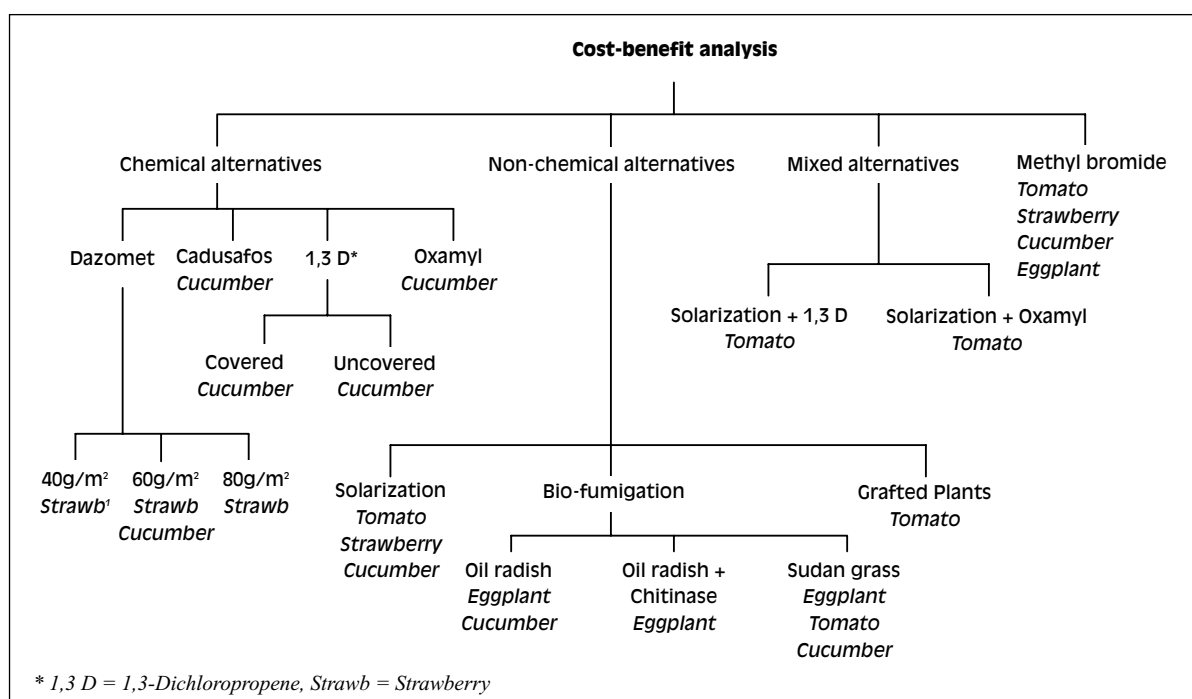 Cost-benefit analysis
Chemical alternatives
Non-chemical alternatives
Mixed alternatives
Methyl bromide
Tomato
Strawberry
Cucumber
Eggplant
Dazomet
Cadusafos
Cucumber
1,3 D*
Oxamyl
Cucumber
Covered
Cucumber
Uncovered
Cucumber
Solarization + 1,3 D
Tomato
Solarization + Oxamyl
Tomato
40g/m²
Strawb¹
60g/m²
Strawb
Cucumber
80g/m²
Strawb
Solarization
Tomato
Strawberry
Cucumber
Bio-fumigation
Grafted Plants
Tomato
Oil radish
Eggplant
Cucumber
Oil radish +
Chitinase
Eggplant
Sudan grass
Eggplant
Tomato
Cucumber
* 1,3 D = 1,3-Dichloropropene, Strawb = Strawberry